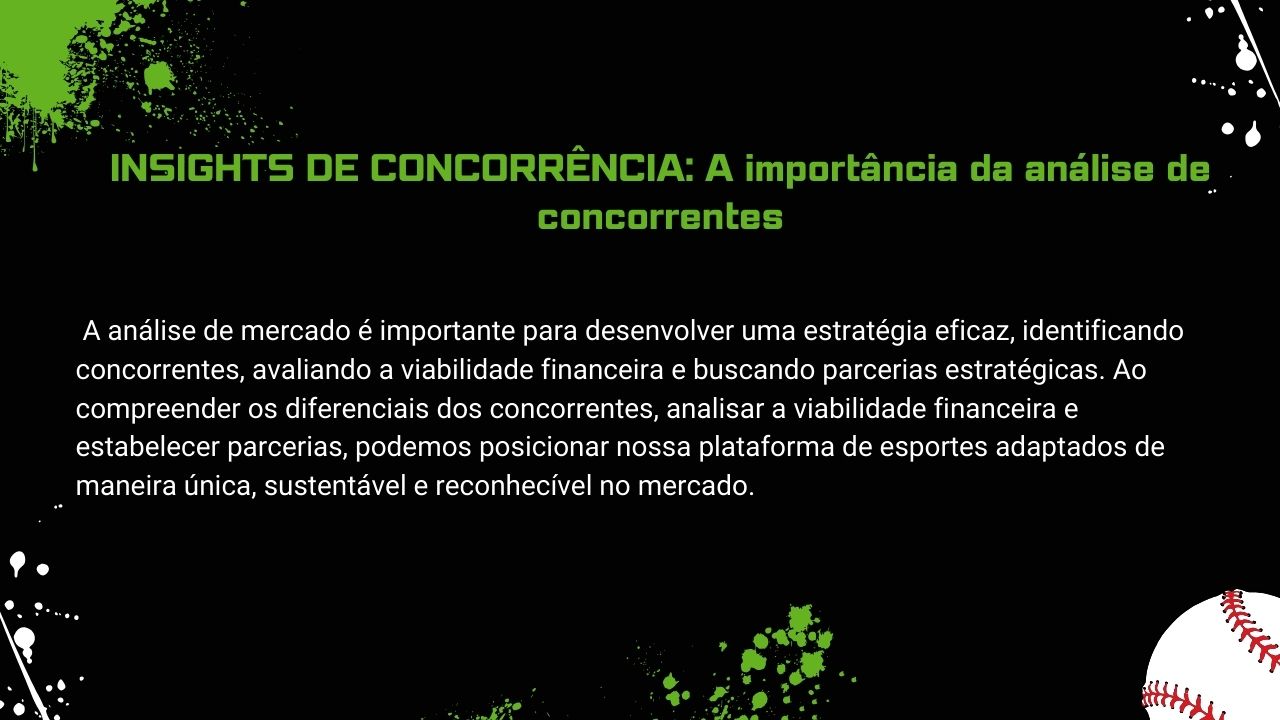 INSIGHTS DE CONCORRÊNCIA: A importância da análise de
concorrentes
A análise de mercado é importante para desenvolver uma estratégia eficaz, identificando
concorrentes, avaliando a viabilidade financeira e buscando parcerias estratégicas. Ao
compreender os diferenciais dos concorrentes, analisar a viabilidade financeira e
estabelecer parcerias, podemos posicionar nossa plataforma de esportes adaptados de
maneira única, sustentável e reconhecível no mercado.